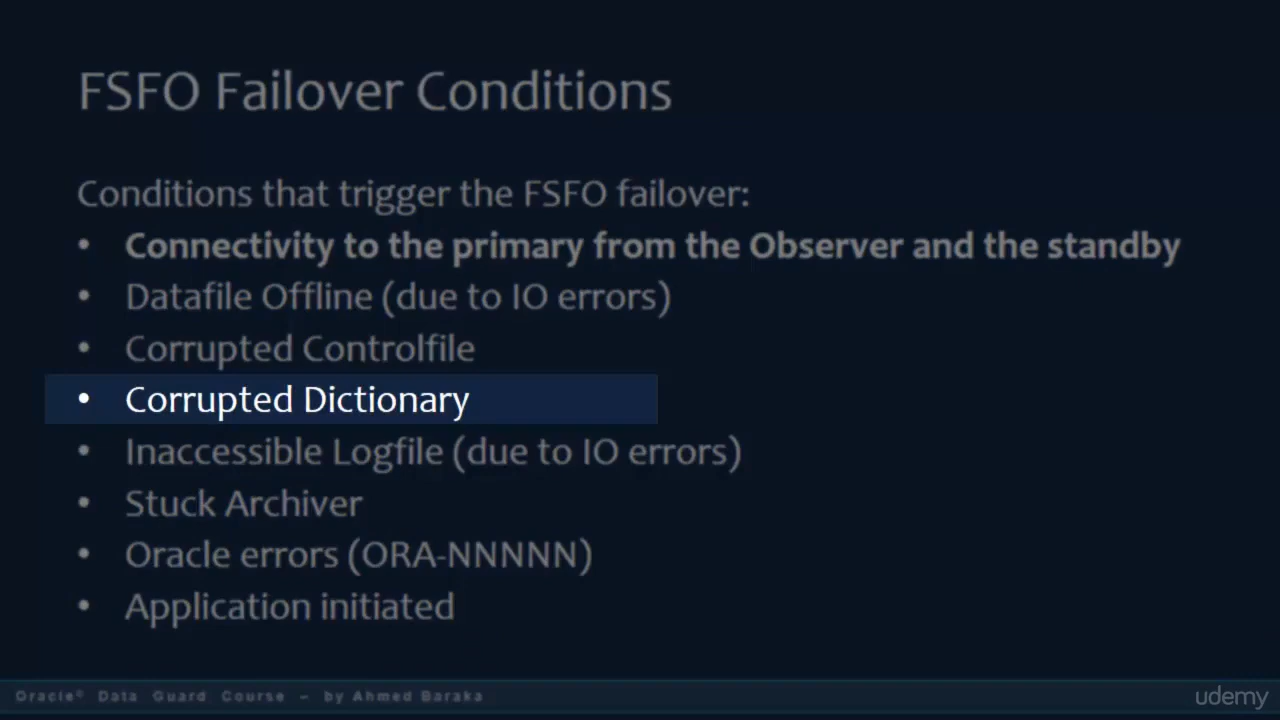 FSFO Failover Conditions
Conditions that trigger the FSFO failover:
• Connectivity to the primary from the Observer and the standby
• Datafile Offline (due to IO errors)
• Corrupted Controlfile
• Corrupted Dictionary
• Inaccessible Logfile (due to IO errors)
• Stuck Archiver
• Oracle errors (ORA-NNNNN)
• Application initiated
Oracle® Data Guard Course – by Ahmed Baraka
udemy